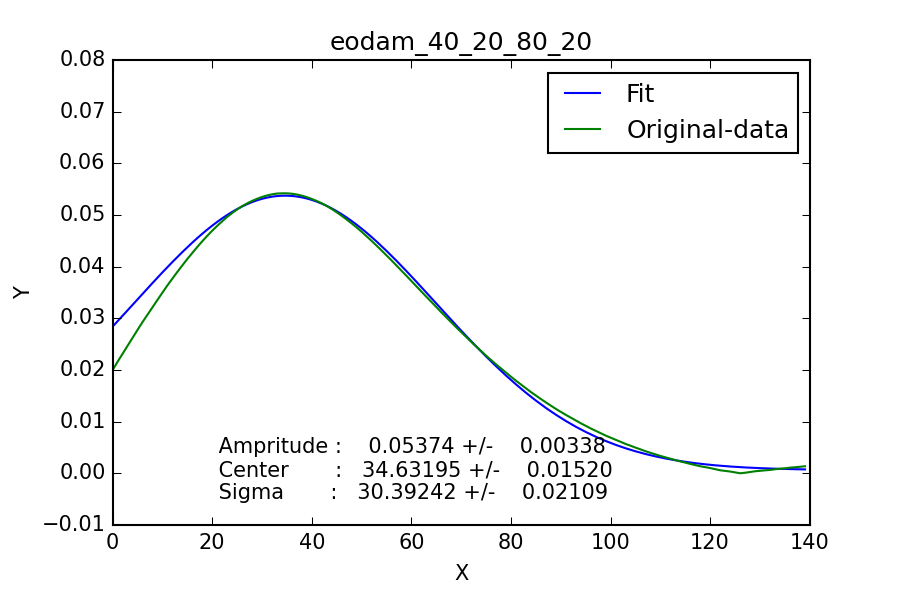 eodam_40_20_80_20
0.08
0.07
0.06
0.05
0.04
0.03
0.02
0.01
0.00
−0.01
Y
Fit
Original-data
Ampritude : 0.05374 +/- 0.00338
Center : 34.63195 +/- 0.01520
Sigma : 30.39242 +/- 0.02109
0 20 40 60 80 100 120 140
X